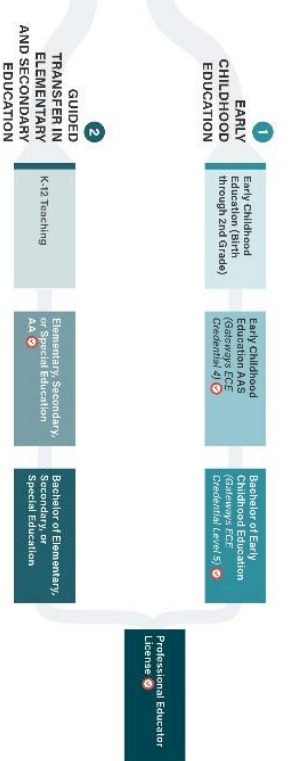 1
EARLY
CHILDHOOD
EDUCATION
Early Childhood
Education (Birth
through 2nd Grade)
Early Childhood
Education AAS
(Gateways ECE
Credential 4)
Bachelor of Early
Childhood Education
(Gateways ECE
Credential Level 5)
2
GUIDED
TRANSFER IN
ELEMENTARY
AND SECONDARY
EDUCATION
K-12 Teaching
Elementary, Secondary,
or Special Education
AA
Bachelor of Elementary,
Secondary, or
Special Education
Professional Educator
License